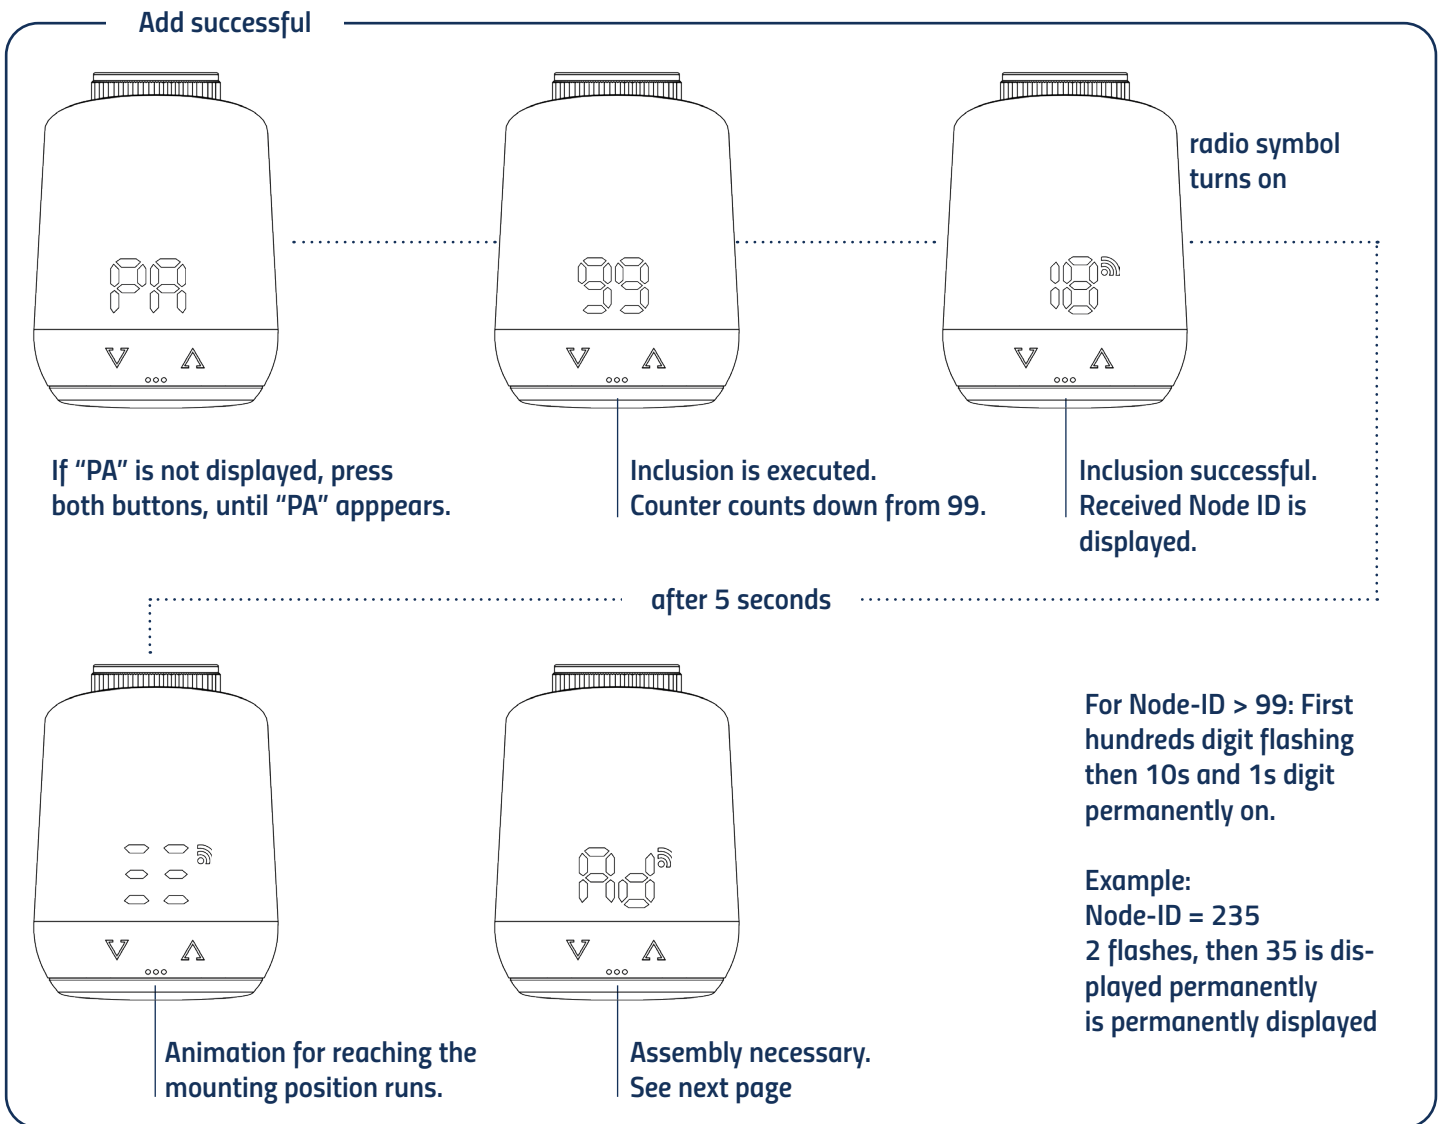 Add successful
radio symbol
turns on
PA
99
18
If “PA” is not displayed, press
both buttons, until “PA” apppears.
Inclusion is executed.
Counter counts down from 99.
Inclusion successful.
Received Node ID is
displayed.
after 5 seconds
Ad
For Node-ID > 99: First
hundreds digit flashing
then 10s and 1s digit
permanently on.
Example:
Node-ID = 235
2 flashes, then 35 is dis-
played permanently
is permanently displayed
Animation for reaching the
mounting position runs.
Assembly necessary.
See next page